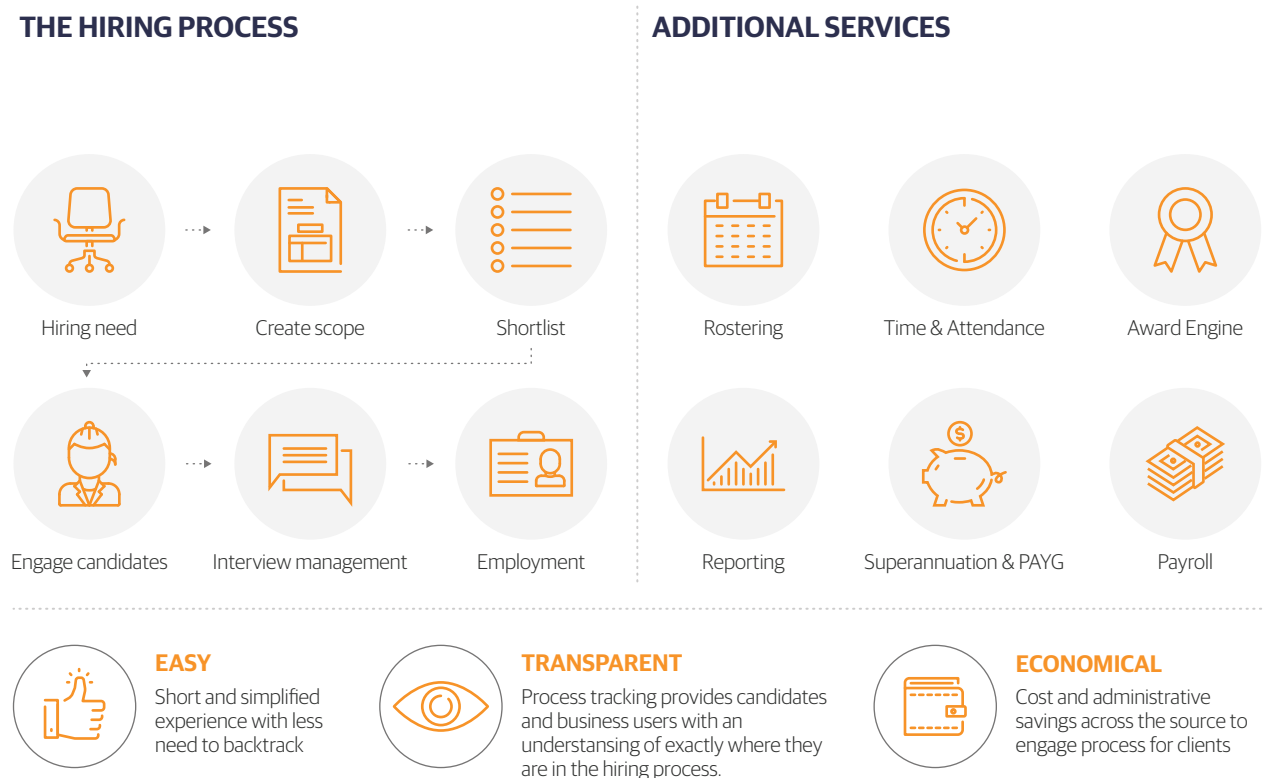 THE HIRING PROCESS
ADDITIONAL SERVICES
Hiring need
Create scope
Shortlist
Rostering
Time & Attendance
Award Engine
Engage candidates
Interview management
Employment
Reporting
$
Superannuation & PAYG
Payroll
EASY
Short and simplified
experience with less
need to backtrack
TRANSPARENT
Process tracking provides candidates
and business users with an
understansing of exactly where they
are in the hiring process.
ECONOMICAL
Cost and administrative
savings across the source to
engage process for clients